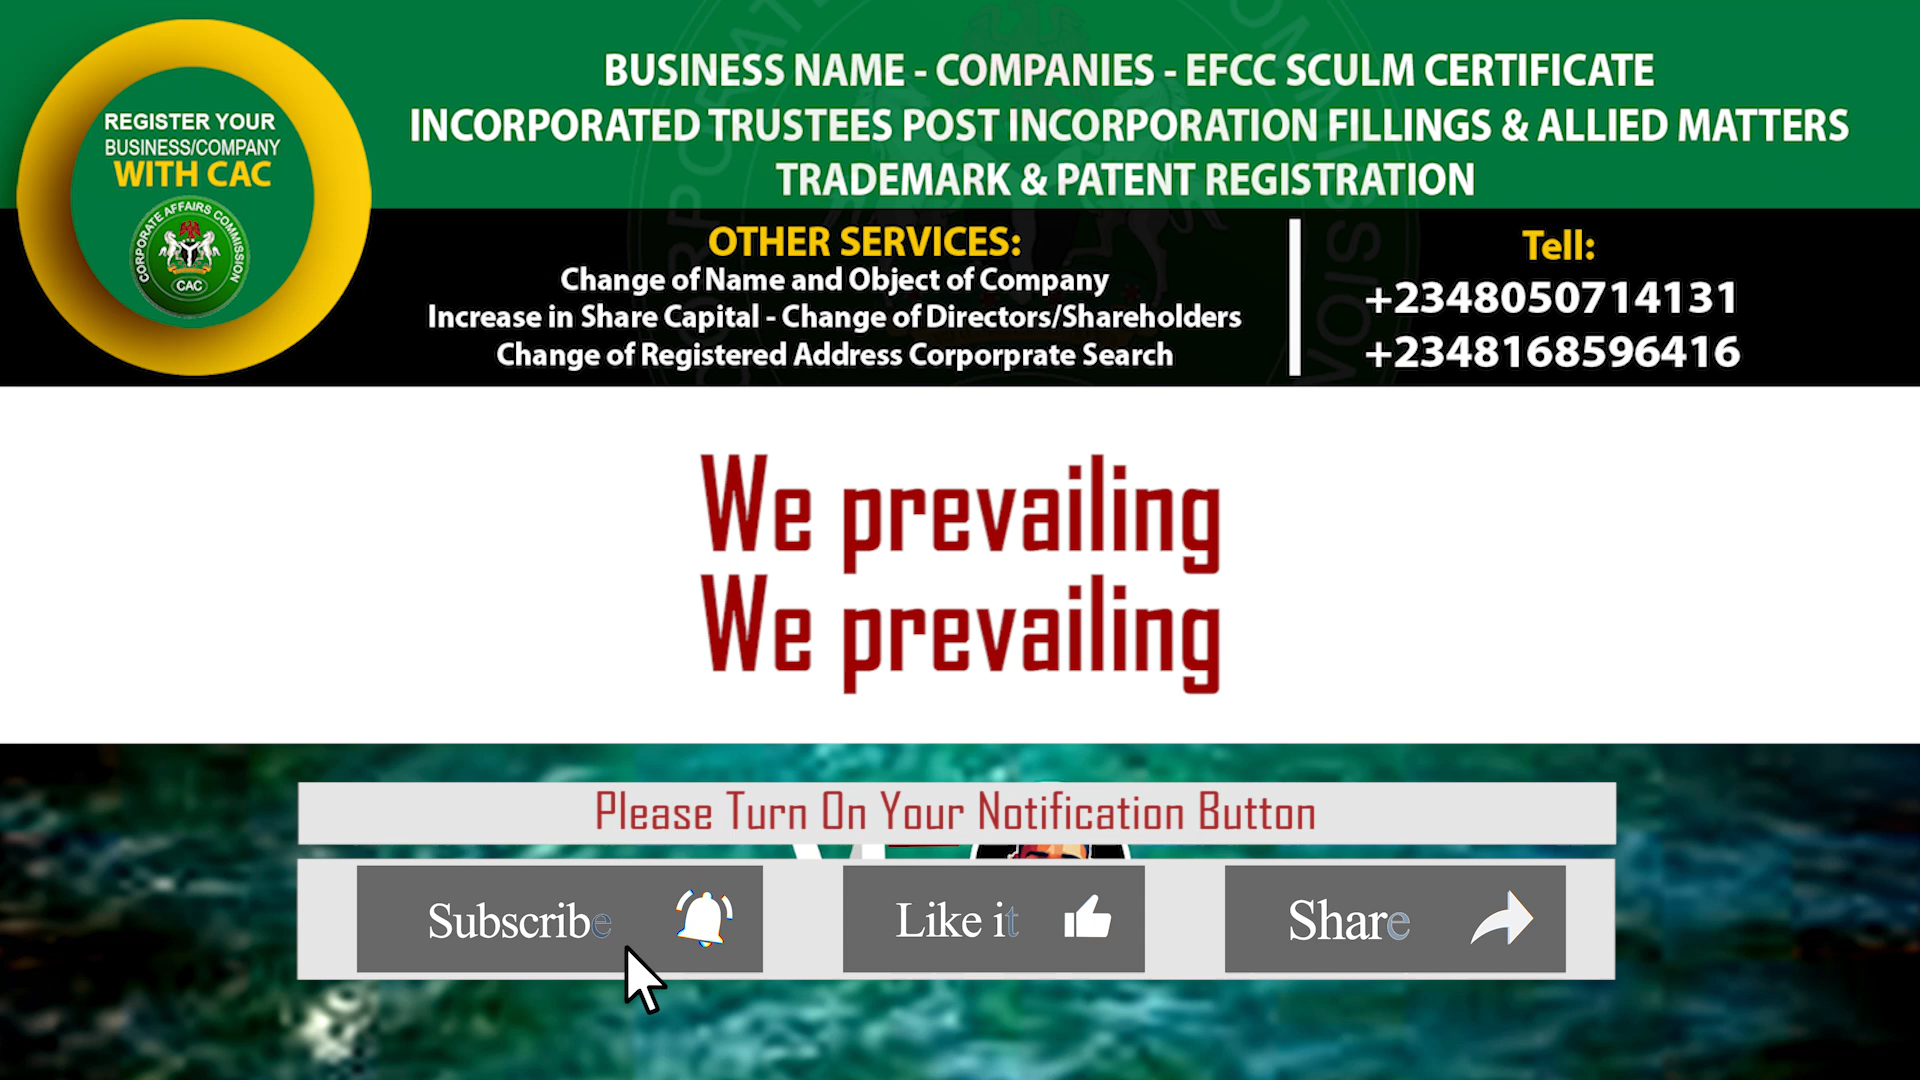 REGISTER YOUR
BUSINESS/COMPANY
WITH CAC
CORPORATE AFFAIRS COMMISSION
CAC
BUSINESS NAME - COMPANIES - EFCC SCULM CERTIFICATE
INCORPORATED TRUSTEES POST INCORPORATION FILLINGS & ALLIED MATTERS
TRADEMARK & PATENT REGISTRATION
OTHER SERVICES:
Change of Name and Object of Company
Increase in Share Capital - Change of Directors/Shareholders
Change of Registered Address Corporprate Search
Tell:
+2348050714131
+2348168596416
We prevailing
We prevailing
Please Turn On Your Notification Button
Subscribe
Like it
Share